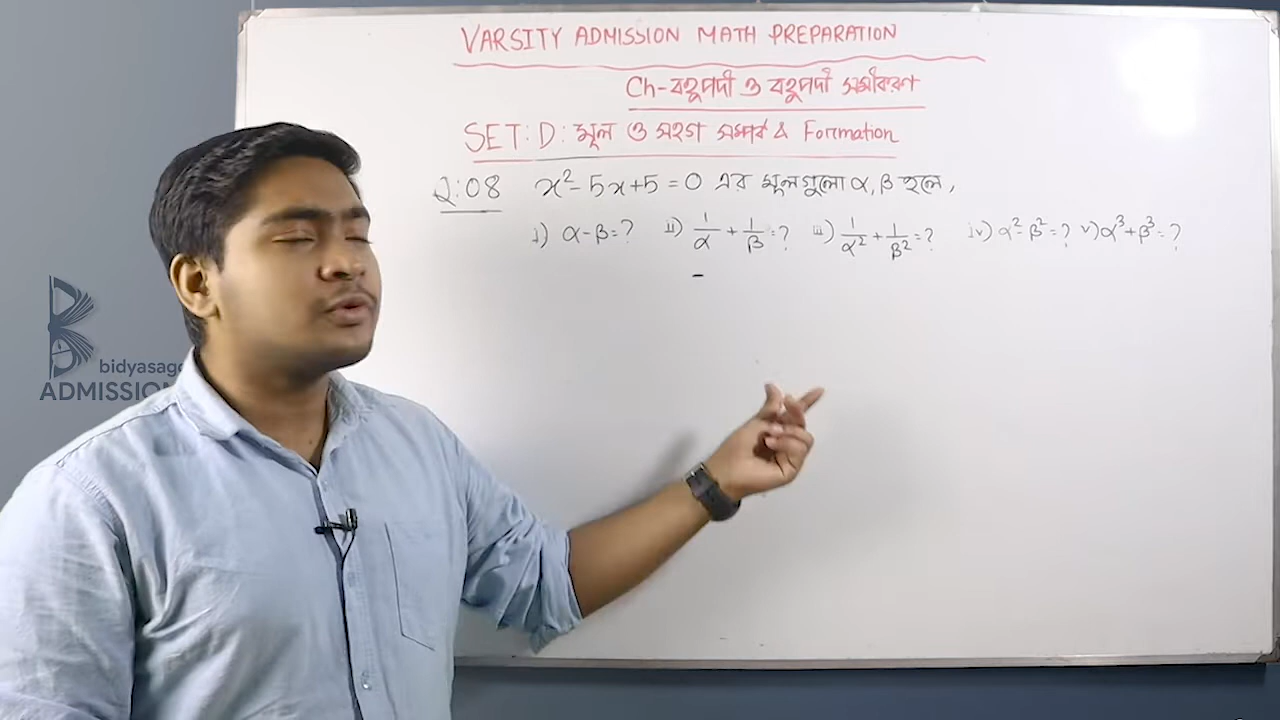 VARSITY ADMISSION MATH PREPARATION
Ch-বহুপদী ও বহুপদী সমীকরণ
SET: D: মূল ও সহগ সম্পর্ক & Formation
Q:08 x² - 5x + 5 = 0 এর মূলগুলো α, β হলে,
i) α - β = ? ii) 1/α + 1/β = ? iii) 1/α² + 1/β² = ? iv) α² β² = ? v) α³ + β³ = ?
bidyasag
ADMISSION